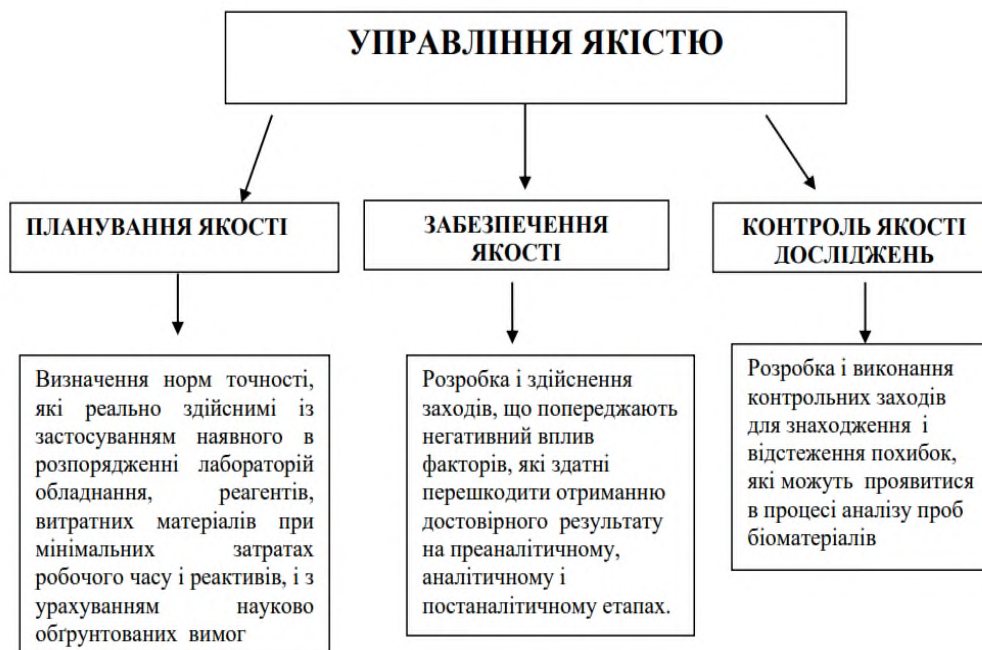 УПРАВЛІННЯ ЯКІСТЮ
ПЛАНУВАННЯ ЯКОСТІ
Визначення норм точності,
які реально здійснимі із
застосуванням наявного в
розпорядженні лабораторій
обладнання, реагентів,
витратних матеріалів при
мінімальних затратах
робочого часу і реактивів, і з
урахуванням науково
обґрунтованих вимог
ЗАБЕЗПЕЧЕННЯ
ЯКОСТІ
Розробка і здійснення
заходів, що попереджають
негативний вплив
факторів, які здатні
перешкодити отриманню
достовірного результату
на преаналітичному,
аналітичному і
постаналітичному етапах.
КОНТРОЛЬ ЯКОСТІ
ДОСЛІДЖЕНЬ
Розробка і виконання
контрольних заходів
для знаходження і
відстеження похибок,
які можуть проявитися
в процесі аналізу проб
біоматеріалів